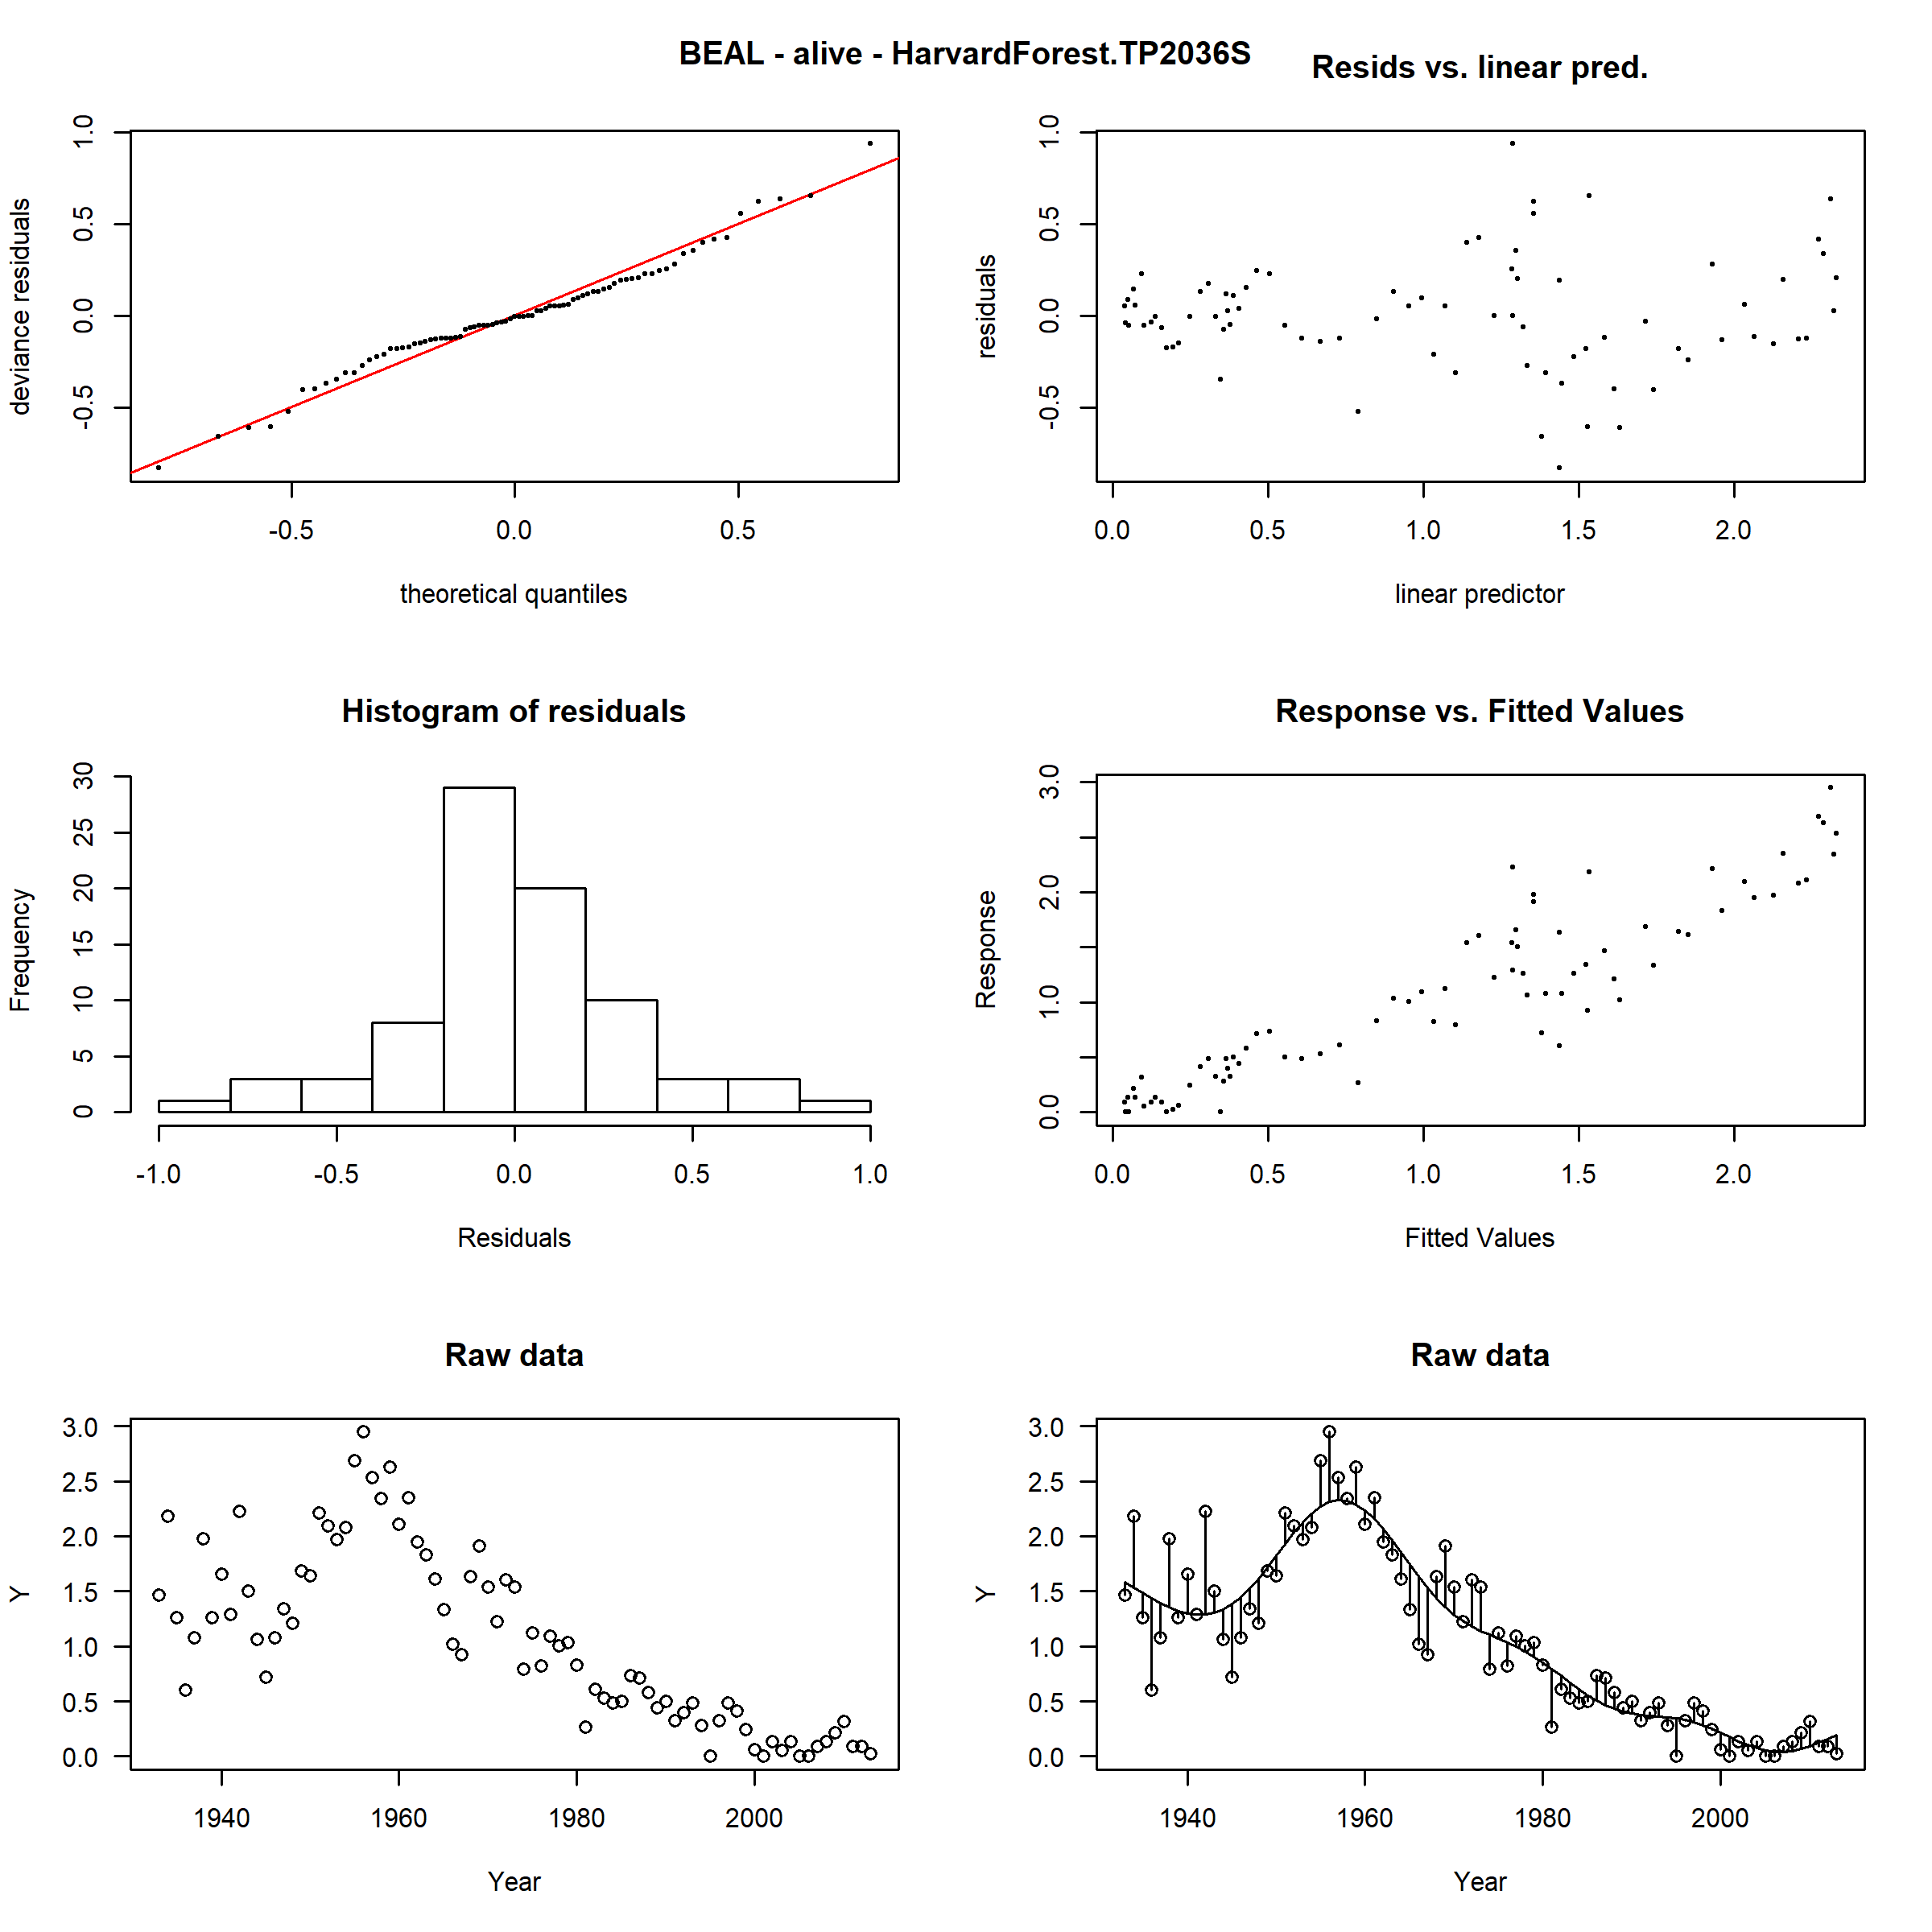 BEAL - alive - HarvardForest.TP2036S
Resids vs. linear pred.
deviance residuals
-0.5 0.0 0.5 1.0
-0.5 0.0 0.5
theoretical quantiles
residuals
-0.5 0.0 0.5 1.0
0.0 0.5 1.0 1.5 2.0
linear predictor
Histogram of residuals
Frequency
0 5 10 15 20 25 30
-1.0 -0.5 0.0 0.5 1.0
Residuals
Response vs. Fitted Values
Response
0.0 1.0 2.0 3.0
0.0 0.5 1.0 1.5 2.0
Fitted Values
Raw data
Y
3.0
2.5
2.0
1.5
1.0
0.5
0.0
1940 1960 1980 2000
Year
Raw data
Y
3.0
2.5
2.0
1.5
1.0
0.5
0.0
1940 1960 1980 2000
Year